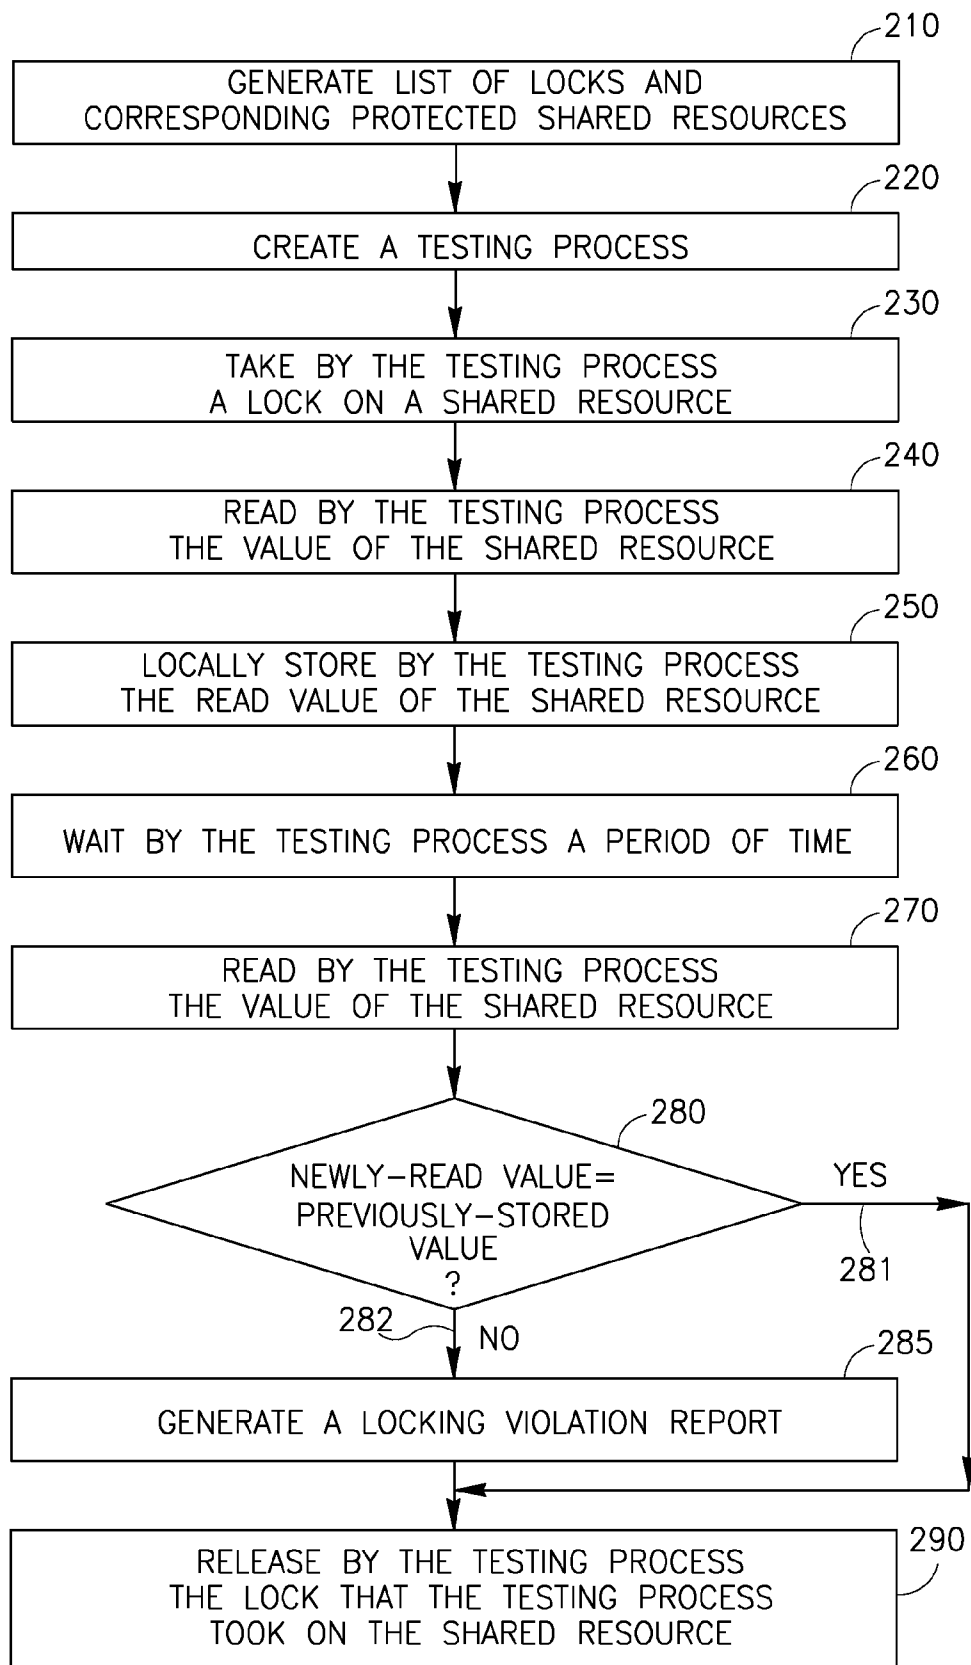 210
GENERATE LIST OF LOCKS AND
CORRESPONDING PROTECTED SHARED RESOURCES
220
CREATE A TESTING PROCESS
230
TAKE BY THE TESTING PROCESS
A LOCK ON A SHARED RESOURCE
240
READ BY THE TESTING PROCESS
THE VALUE OF THE SHARED RESOURCE
250
LOCALLY STORE BY THE TESTING PROCESS
THE READ VALUE OF THE SHARED RESOURCE
260
WAIT BY THE TESTING PROCESS A PERIOD OF TIME
270
READ BY THE TESTING PROCESS
THE VALUE OF THE SHARED RESOURCE
280
NEWLY-READ VALUE=
PREVIOUSLY-STORED
VALUE
?
YES
281
282
NO
285
GENERATE A LOCKING VIOLATION REPORT
290
RELEASE BY THE TESTING PROCESS
THE LOCK THAT THE TESTING PROCESS
TOOK ON THE SHARED RESOURCE